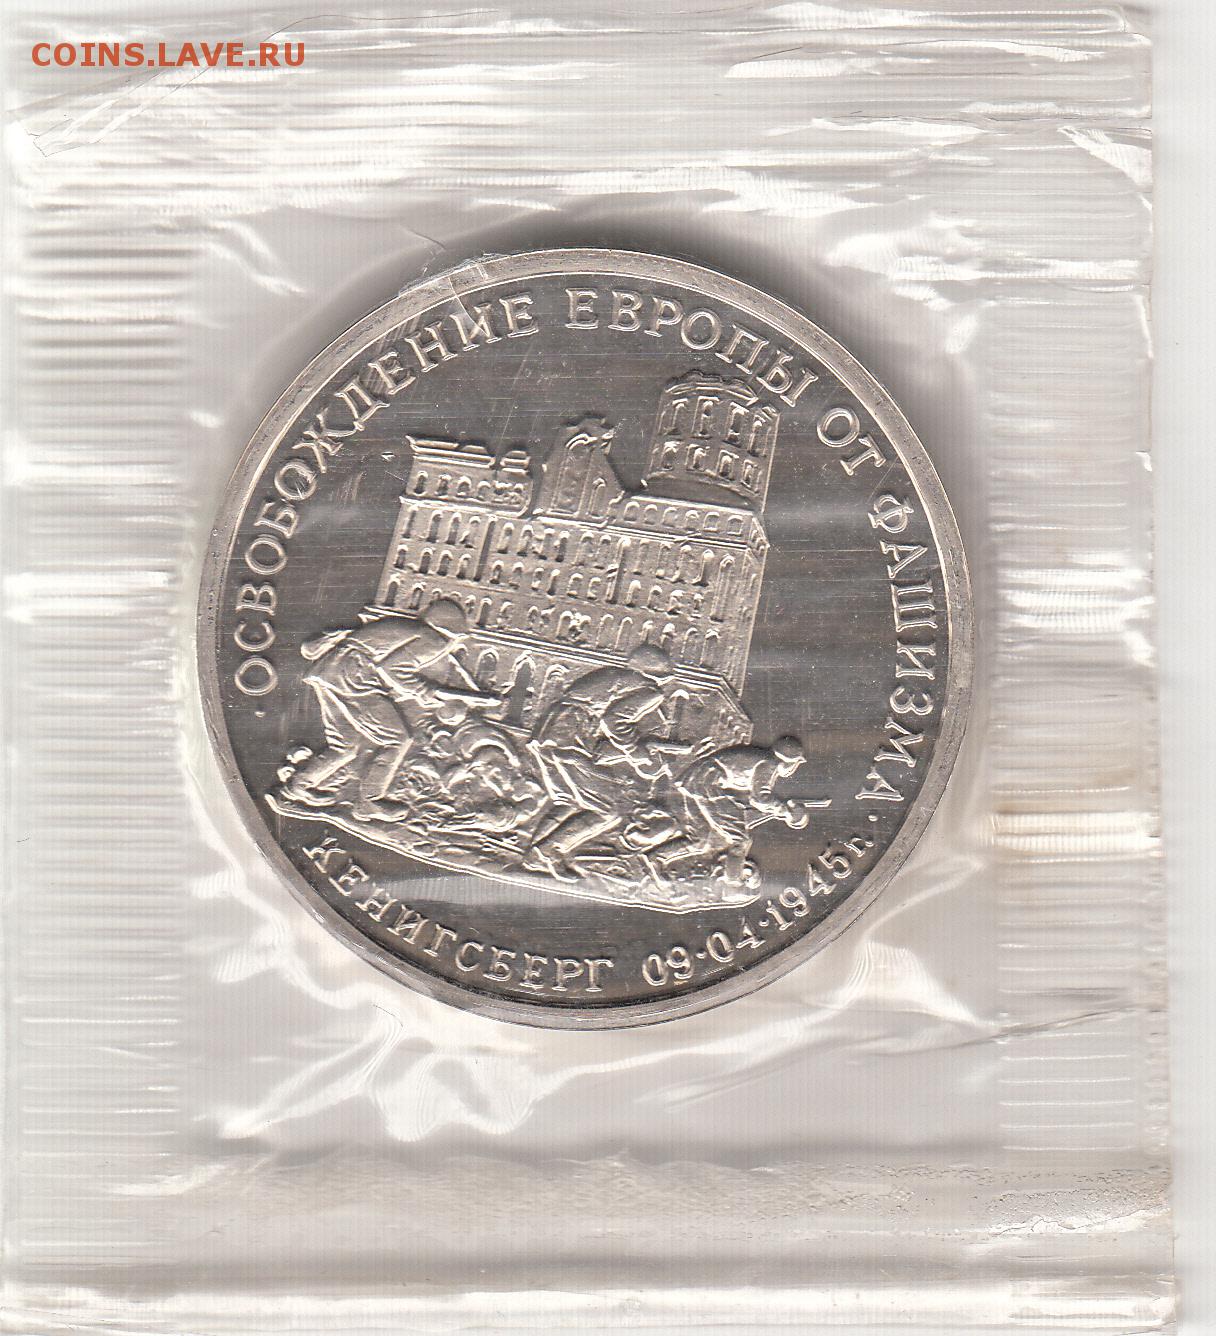 COINS.LAVE.RU
· ОСВОБОЖДЕНИЕ ЕВРОПЫ ОТ ФАШИЗМА ·
КЕНИГСБЕРГ 09·04·1945г.